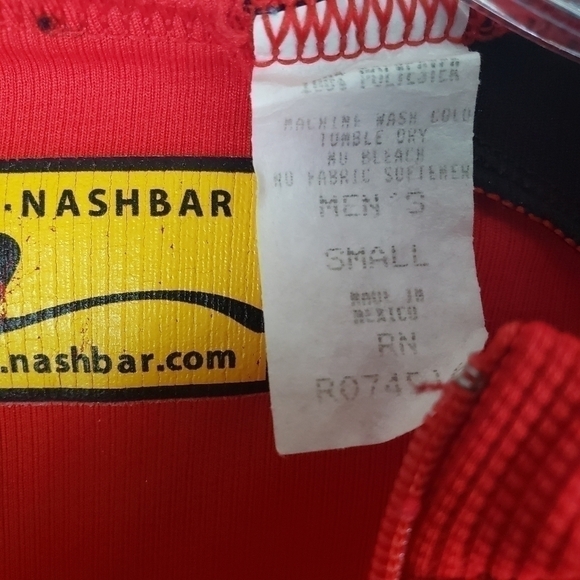 100% POLYESTER
MACHINE WASH COLD
TUMBLE DRY
NO BLEACH
NO FABRIC SOFTENER
MEN'S
SMALL
MADE IN
MEXICO
RN
·NASHBAR
.nashbar.com